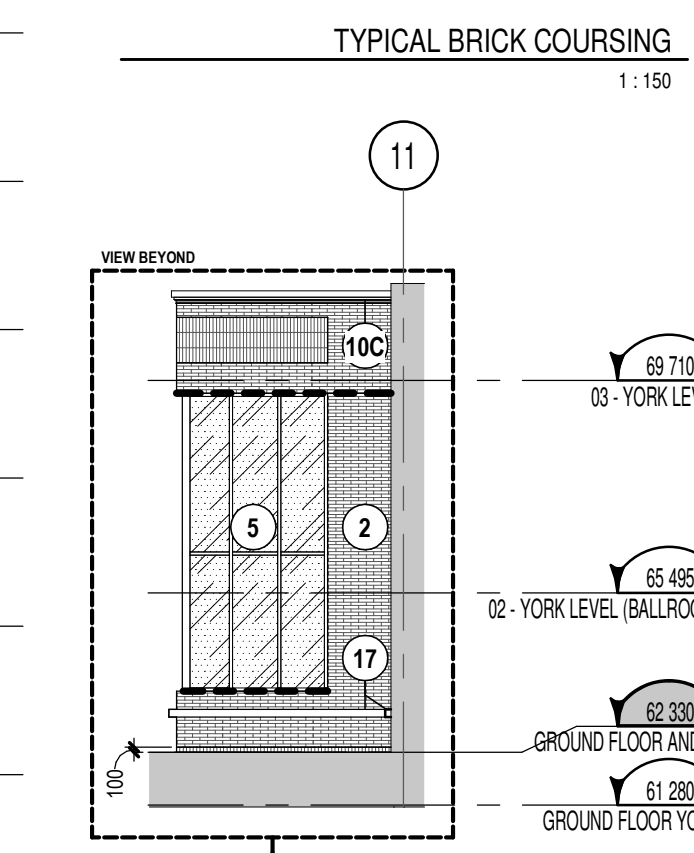 TYPICAL BRICK COURSING
1 : 150
11
VIEW BEYOND
10C
69 710
03 - YORK LEV
5
2
65 495
02 - YORK LEVEL (BALLROO
17
62 330
GROUND FLOOR AND
100
61 280
GROUND FLOOR YO